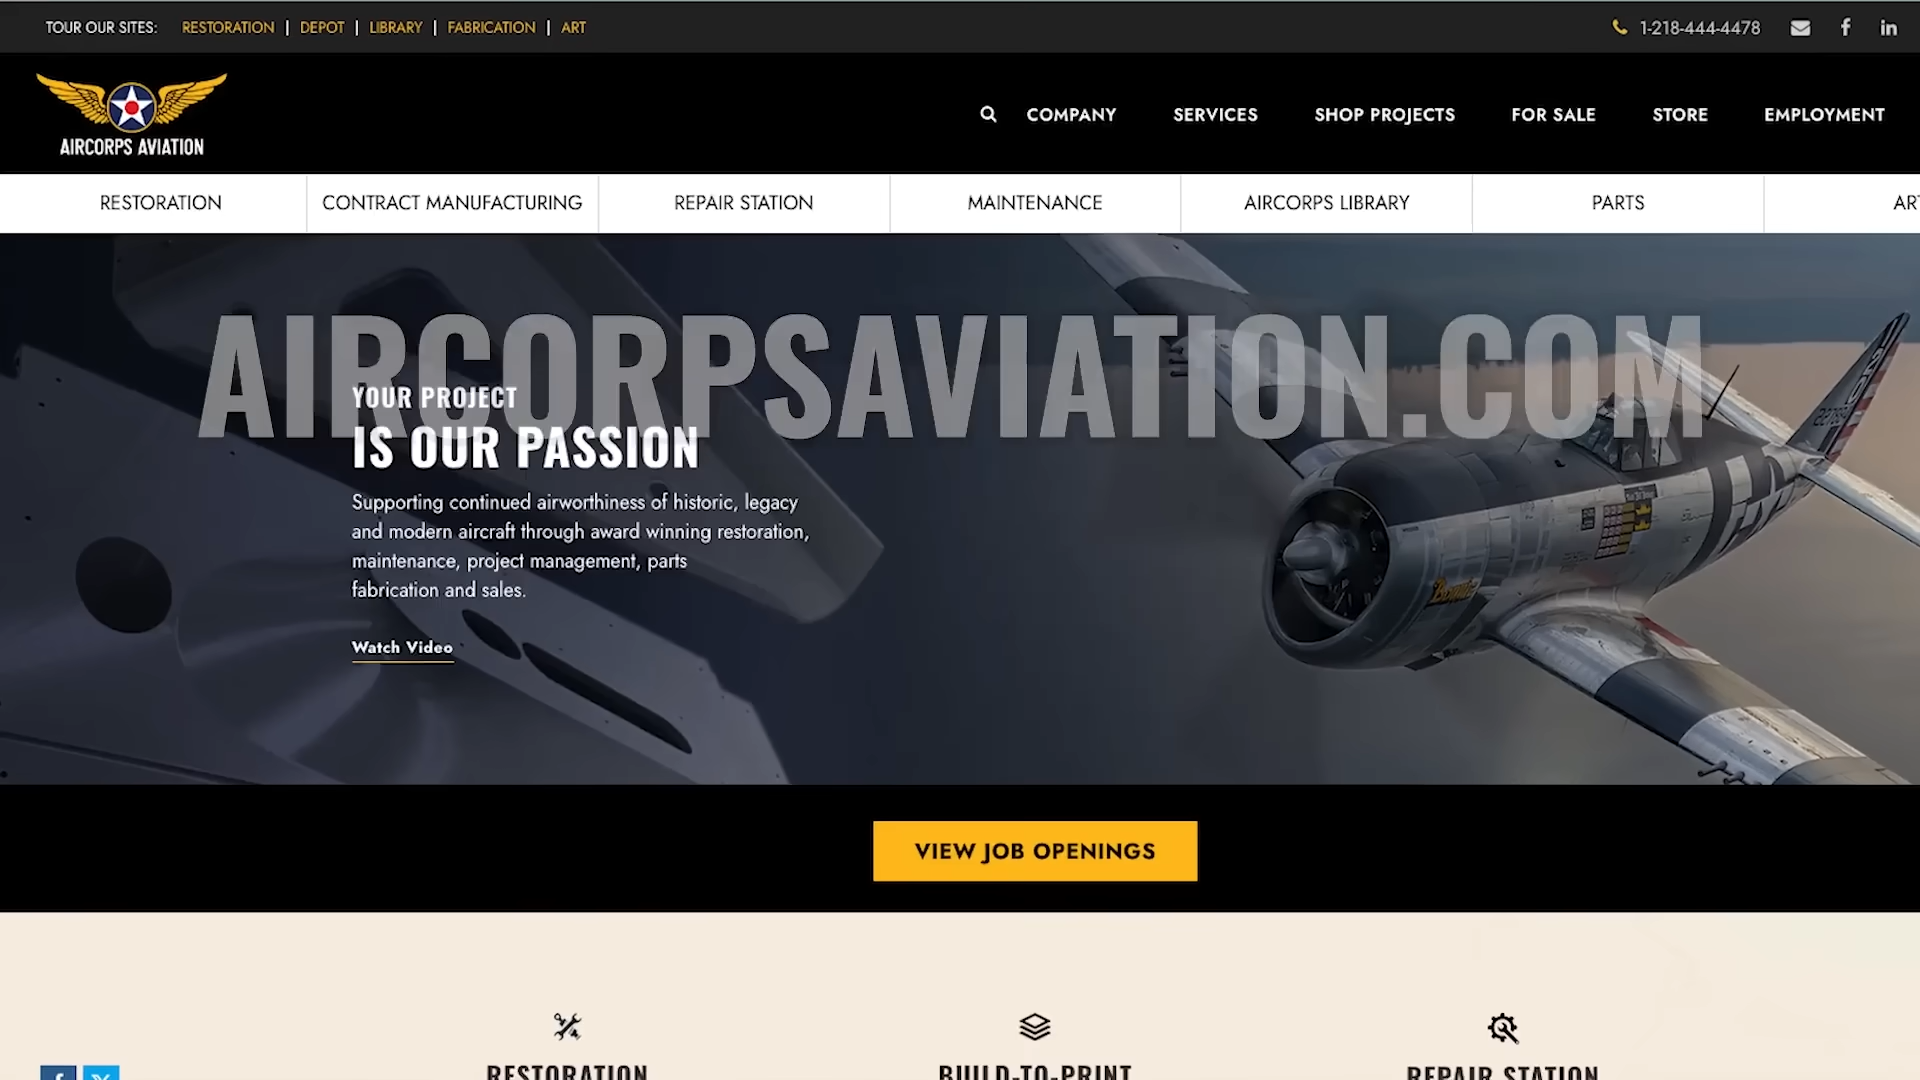 TOUR OUR SITES: RESTORATION | DEPOT | LIBRARY | FABRICATION | ART
1-218-444-4478
AIRCORPS AVIATION
COMPANY SERVICES SHOP PROJECTS FOR SALE STORE EMPLOYMENT
RESTORATION CONTRACT MANUFACTURING REPAIR STATION MAINTENANCE AIRCORPS LIBRARY PARTS
AIRCORPSAVIATION.COM
YOUR PROJECT
IS OUR PASSION
Supporting continued airworthiness of historic, legacy
and modern aircraft through award winning restoration,
maintenance, project management, parts
fabrication and sales.
Watch Video
VIEW JOB OPENINGS
RESTORATION BUILD-TO-PRINT REPAIR STATION